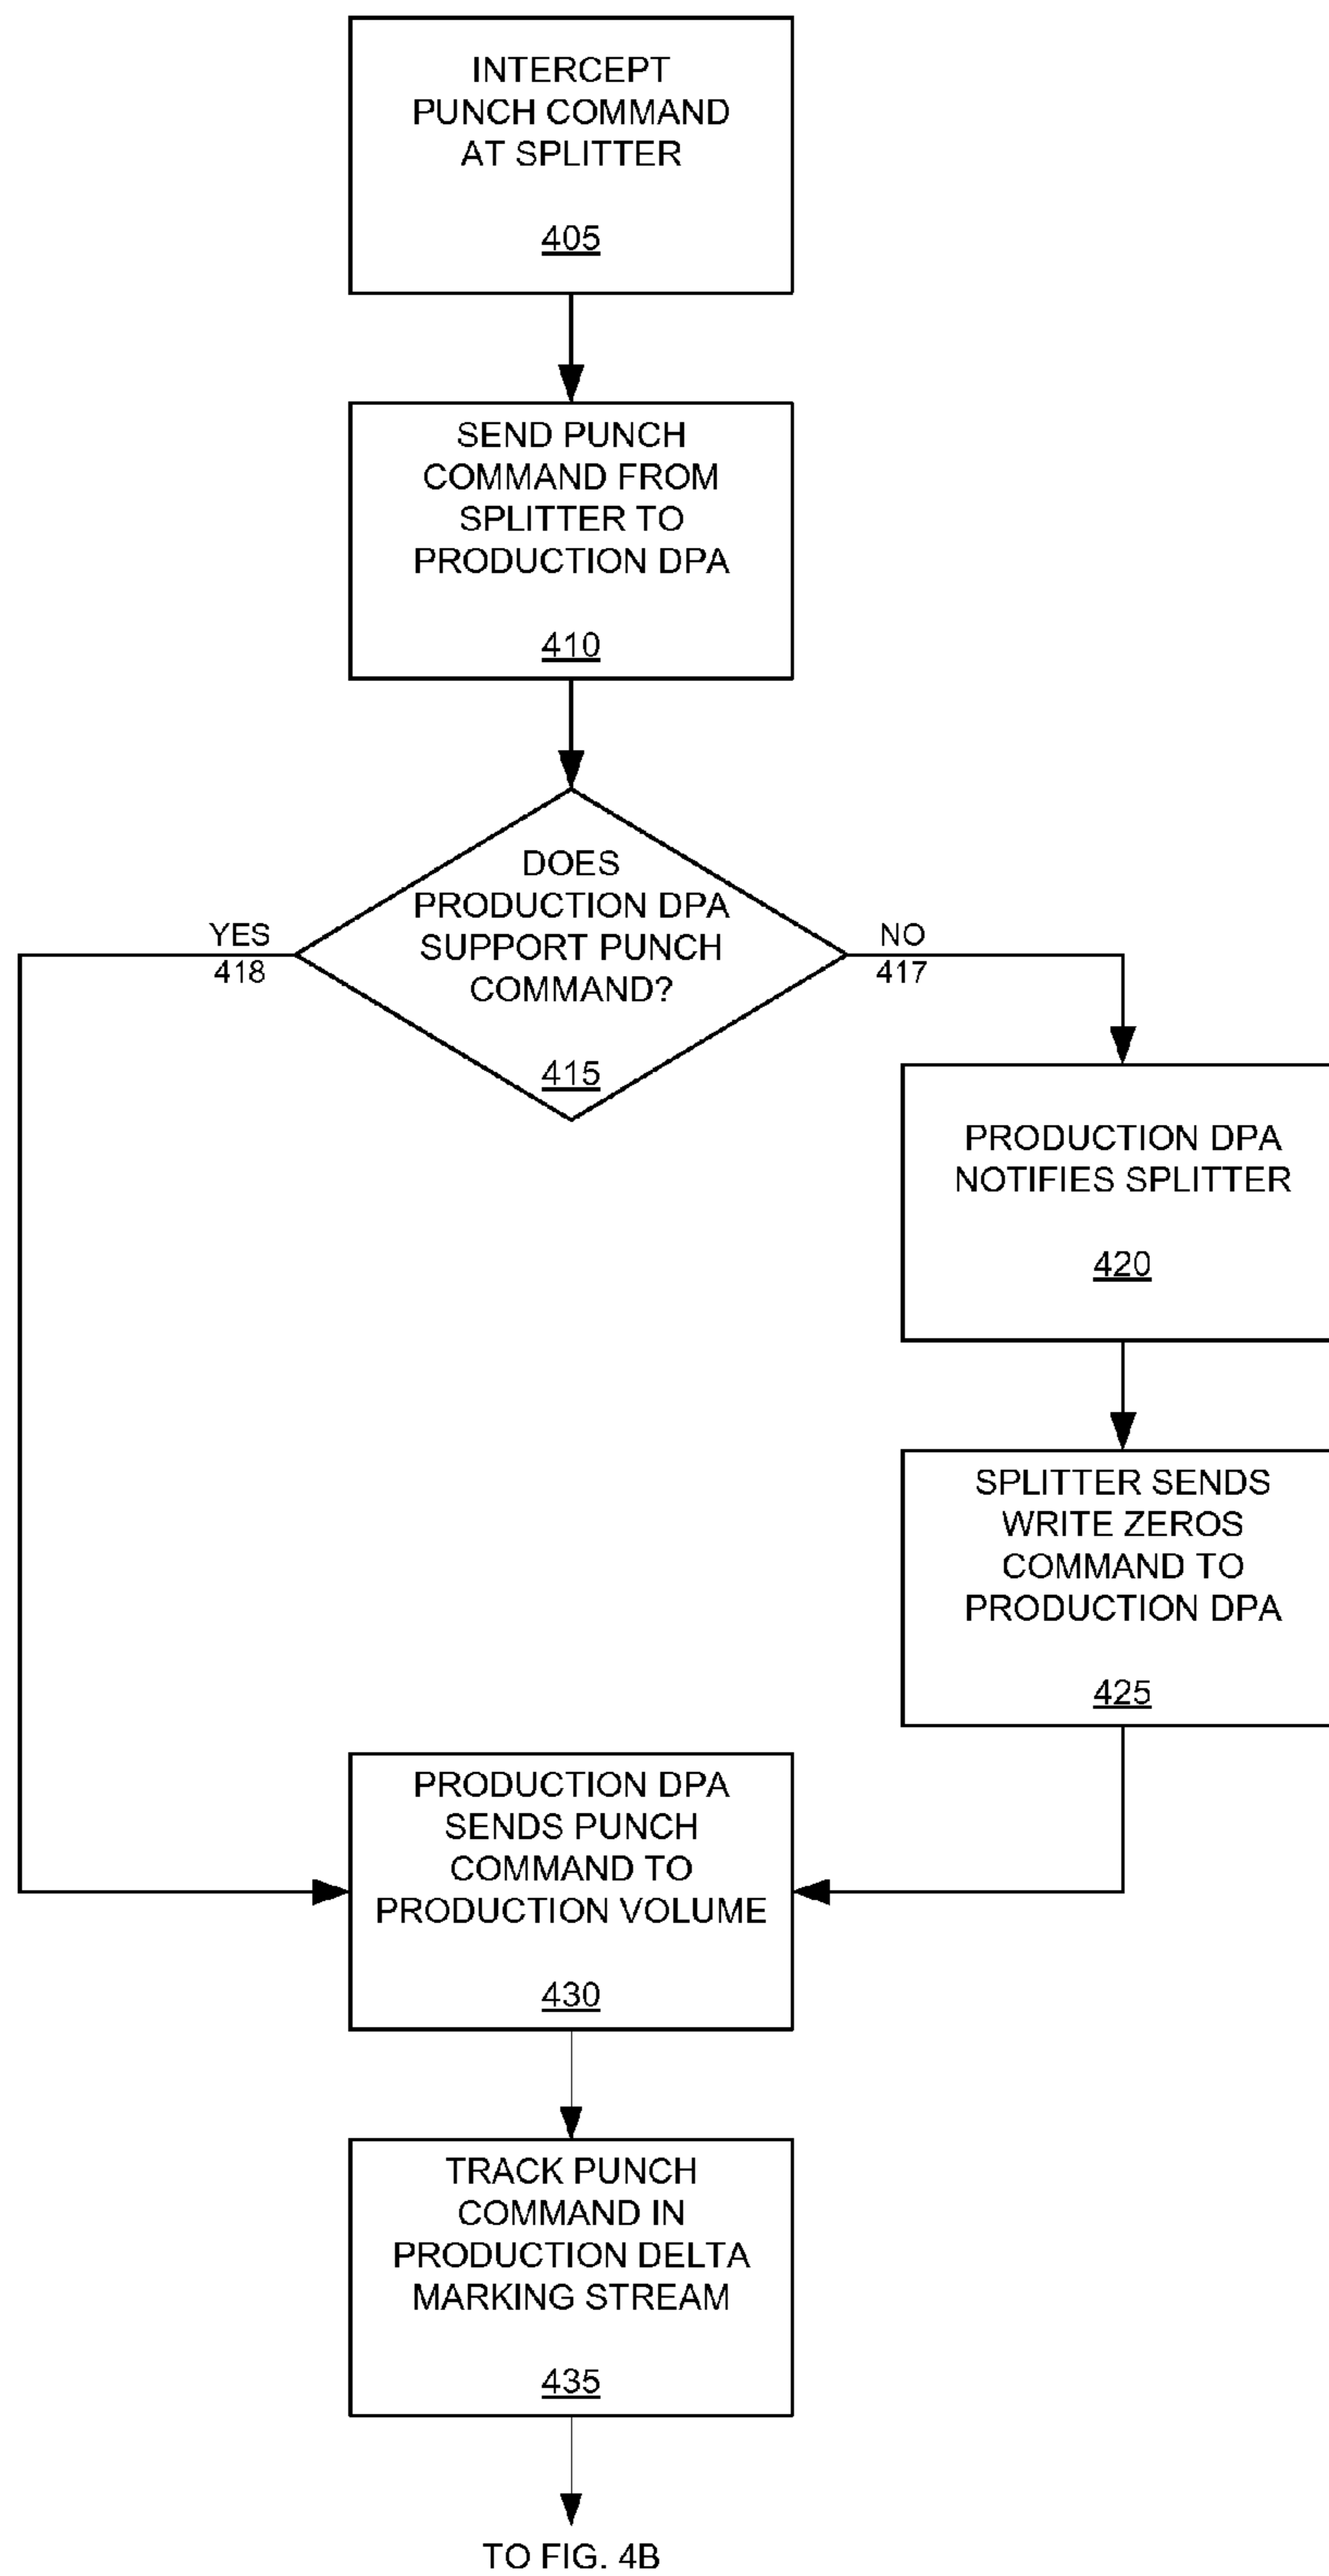 INTERCEPT
PUNCH COMMAND
AT SPLITTER
405
SEND PUNCH
COMMAND FROM
SPLITTER TO
PRODUCTION DPA
410
DOES
PRODUCTION DPA
SUPPORT PUNCH
COMMAND?
415
YES
418
NO
417
PRODUCTION DPA
NOTIFIES SPLITTER
420
SPLITTER SENDS
WRITE ZEROS
COMMAND TO
PRODUCTION DPA
425
PRODUCTION DPA
SENDS PUNCH
COMMAND TO
PRODUCTION VOLUME
430
TRACK PUNCH
COMMAND IN
PRODUCTION DELTA
MARKING STREAM
435
TO FIG. 4B